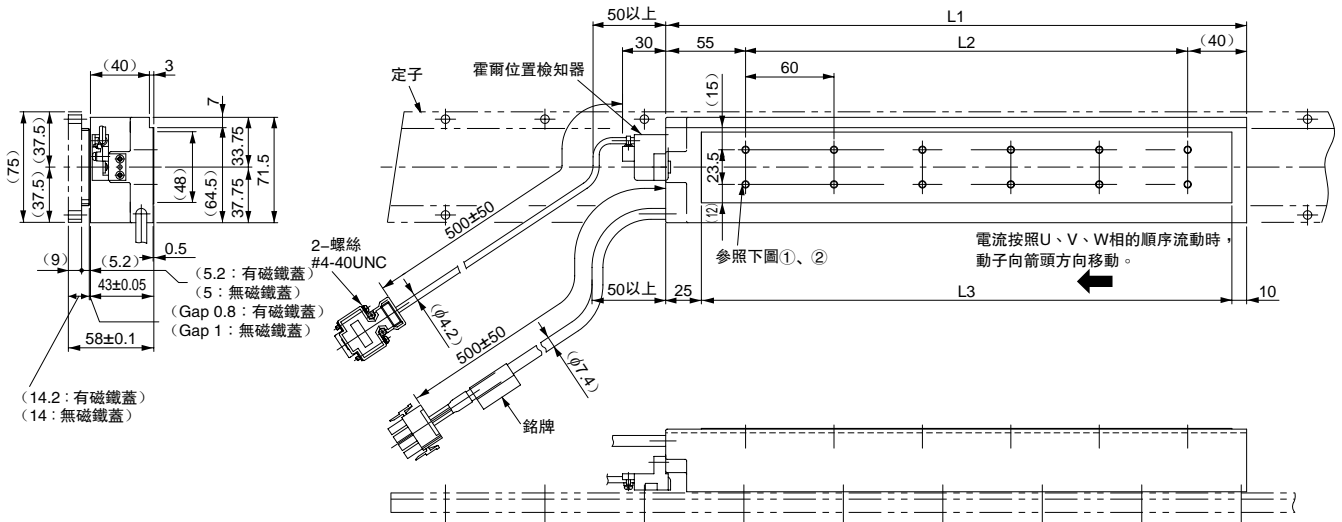 50以上
L1
30
55
L2
(40)
(40)
3
霍爾位置檢知器
60
定子
7
(15)
(75)
(37.5)
(37.5)
(48)
(64.5)
33.75
37.75
71.5
23.5
(12)
500±50
2-螺絲
#4-40UNC
參照下圖①、②
電流按照U、V、W相的順序流動時，
動子向箭頭方向移動。
0.5
(9)
(5.2)
(5.2：有磁鐵蓋)
(5：無磁鐵蓋)
43±0.05
(Gap 0.8：有磁鐵蓋)
(Gap 1：無磁鐵蓋)
58±0.1
50以上
25
L3
10
(φ4.2)
500±50
(φ7.4)
(14.2：有磁鐵蓋)
(14：無磁鐵蓋)
銘牌